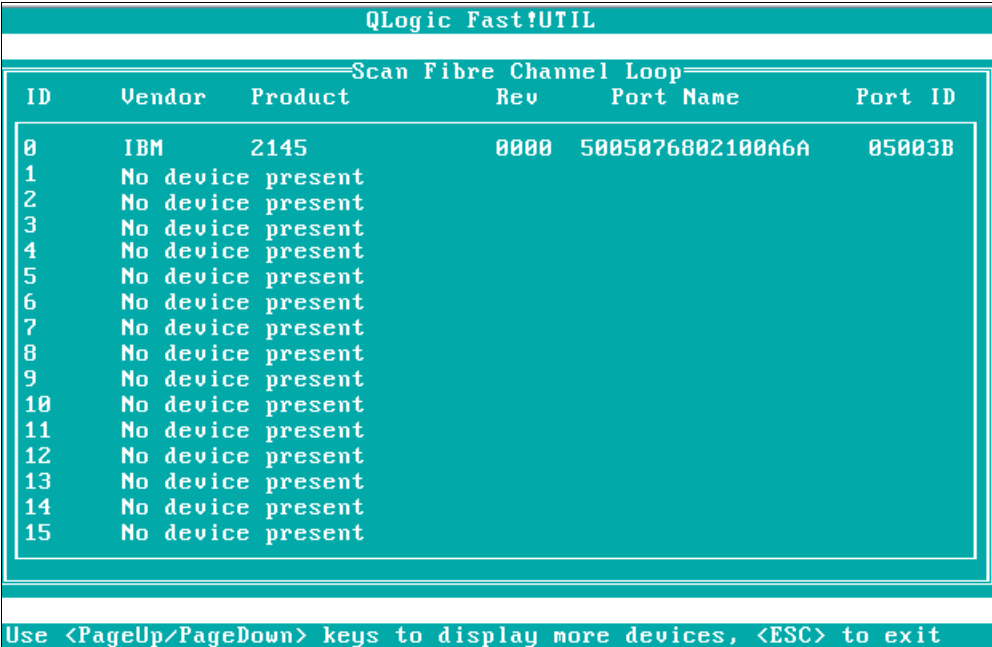 QLogic Fast!UTIL
Scan Fibre Channel Loop
ID Vendor Product Rev Port Name Port ID
0 IBM 2145 0000 5005076802100A6A 05003B
1 No device present
2 No device present
3 No device present
4 No device present
5 No device present
6 No device present
7 No device present
8 No device present
9 No device present
10 No device present
11 No device present
12 No device present
13 No device present
14 No device present
15 No device present
Use <PageUp/PageDown> keys to display more devices, <ESC> to exit